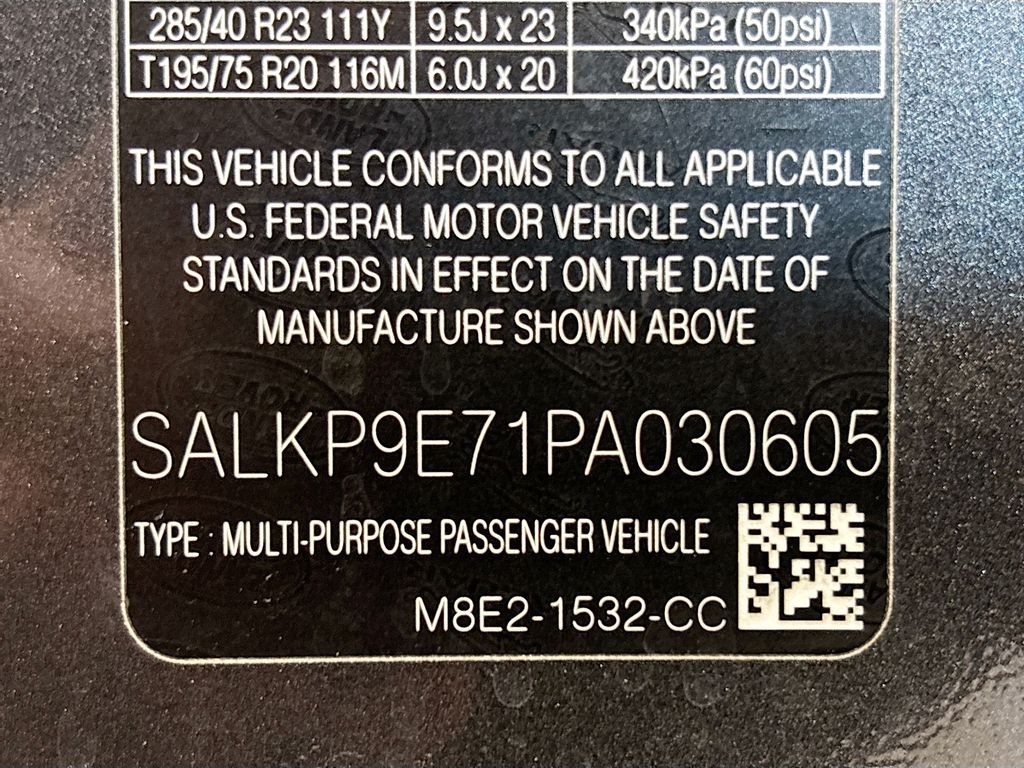 285/40 R23 111Y 9.5J x 23 340kPa (50psi)
T195/75 R20 116M 6.0J x 20 420kPa (60psi)
THIS VEHICLE CONFORMS TO ALL APPLICABLE
U.S. FEDERAL MOTOR VEHICLE SAFETY
STANDARDS IN EFFECT ON THE DATE OF
MANUFACTURE SHOWN ABOVE
SALKP9E71PA030605
TYPE : MULTI-PURPOSE PASSENGER VEHICLE
M8E2-1532-CC